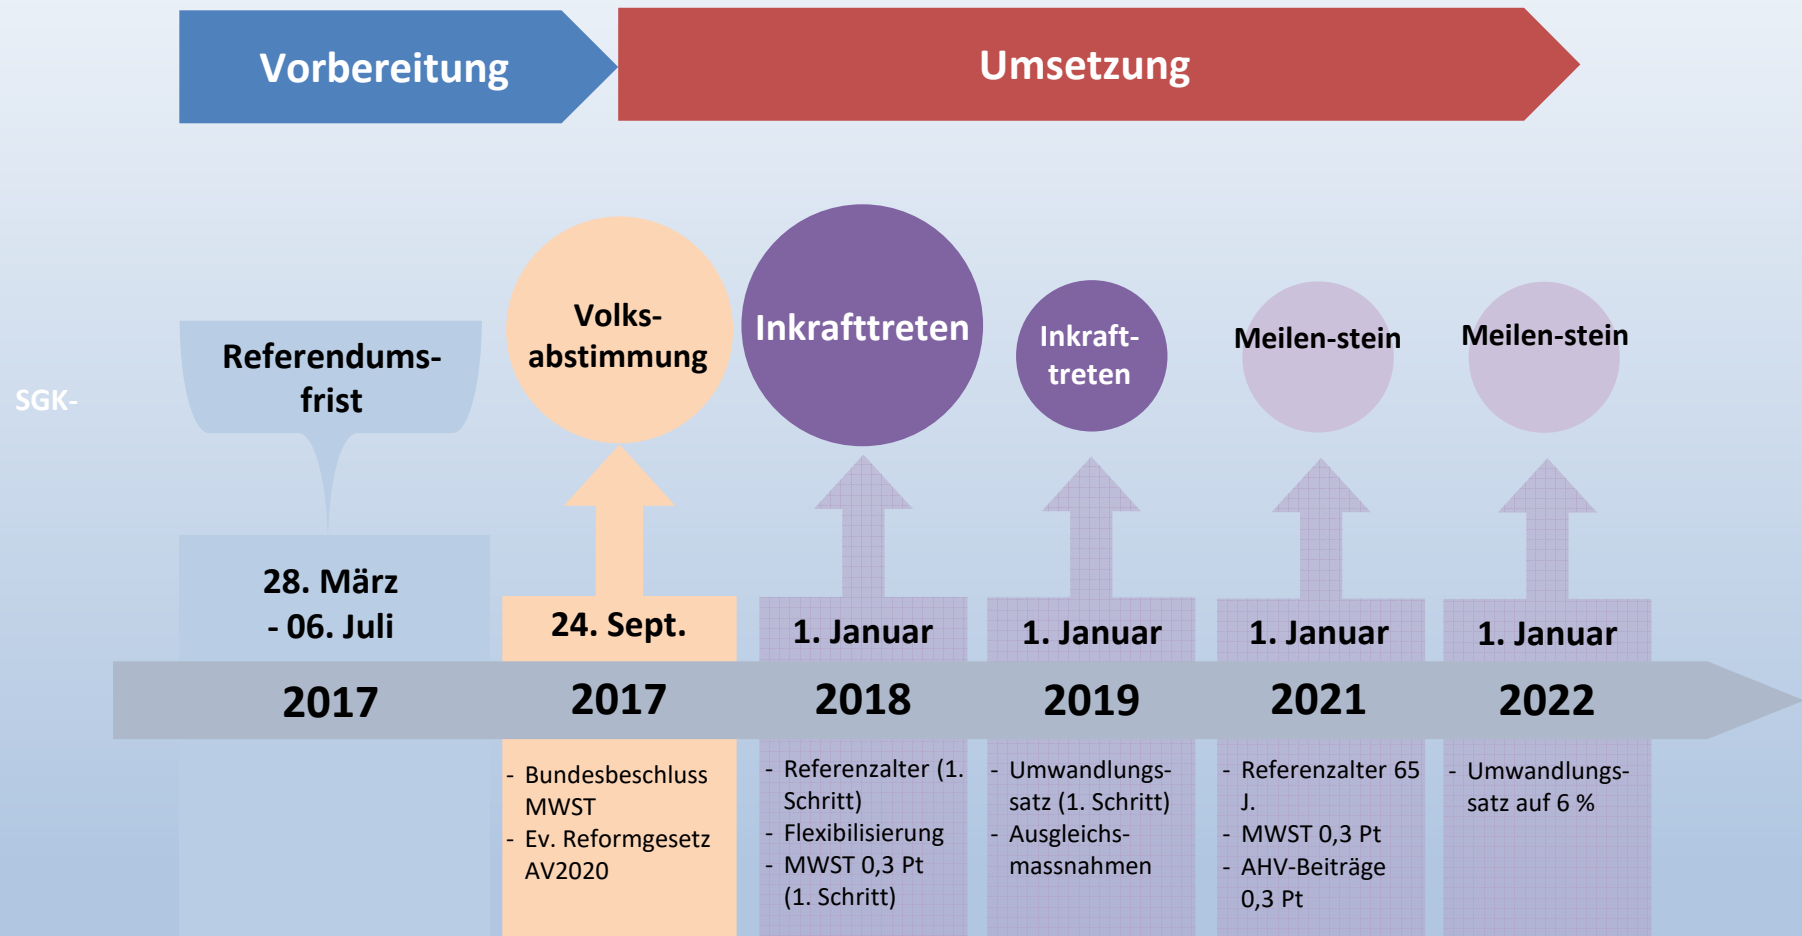 Vorbereitung
Umsetzung
SGK-
Referendums-
frist
Volks-
abstimmung
Inkrafttreten
Inkraft-
treten
Meilen-stein
Meilen-stein
28. März
- 06. Juli
24. Sept.
1. Januar
1. Januar
1. Januar
1. Januar
2017
2017
2018
2019
2021
2022
- Bundesbeschluss
MWST
- Ev. Reformgesetz
AV2020
- Referenzalter (1.
Schritt)
- Flexibilisierung
- MWST 0,3 Pt
(1. Schritt)
- Umwandlungs-
satz (1. Schritt)
- Ausgleichs-
massnahmen
- Referenzalter 65
J.
- MWST 0,3 Pt
- AHV-Beiträge
0,3 Pt
- Umwandlungs-
satz auf 6 %